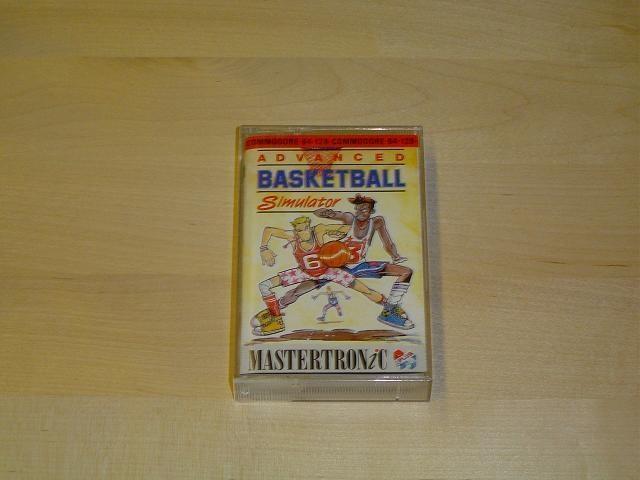 COMMODORE 64-128 COMMODORE 64-128
ADVANCED
BASKETBALL
Simulator
6
3
MASTERTRONiC